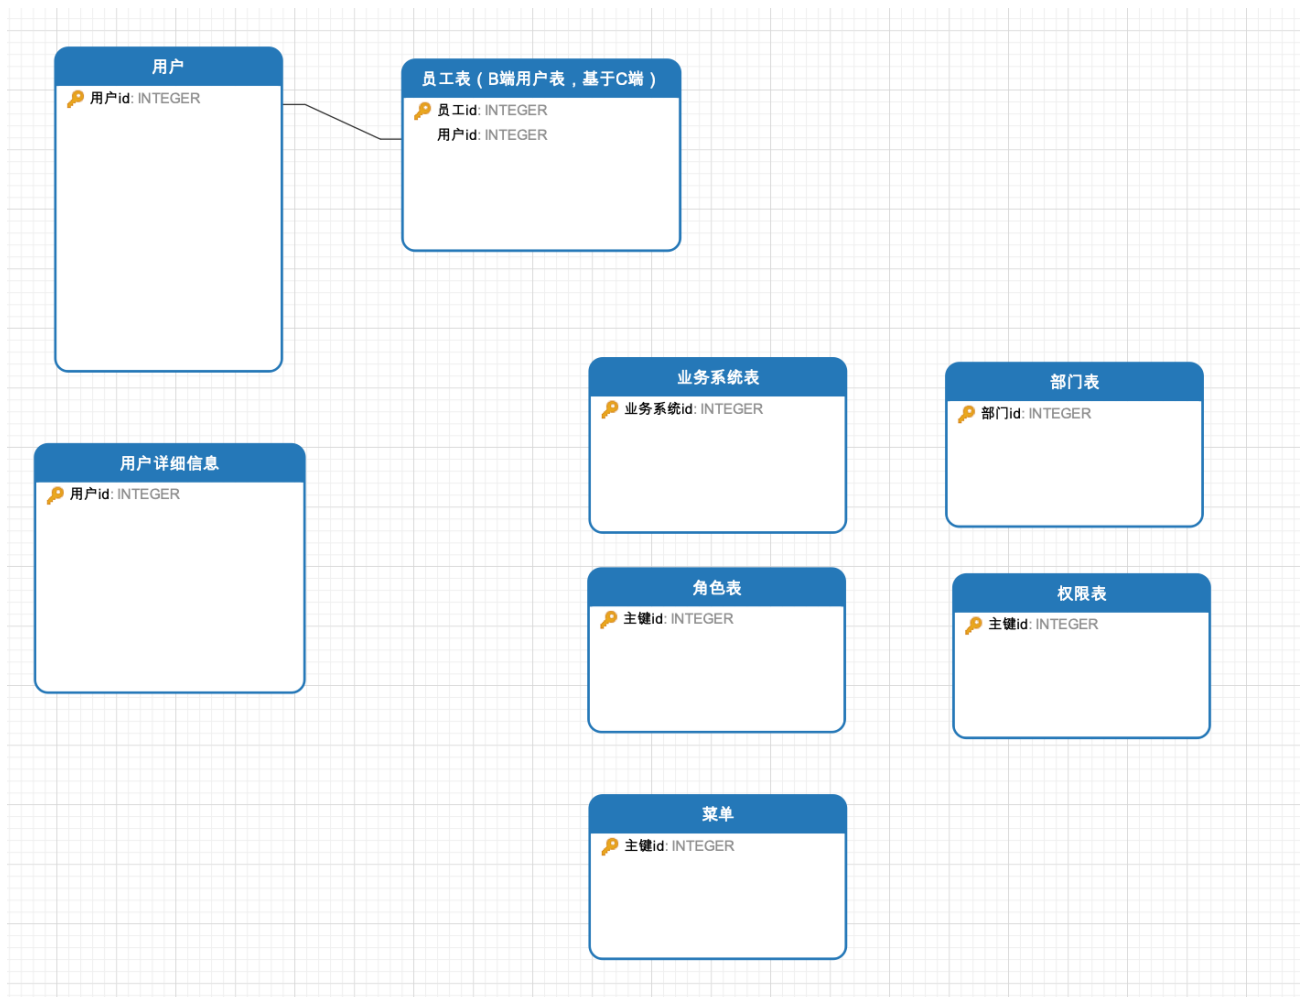 用户
用户id: INTEGER
员工表（B端用户表，基于C端）
员工id: INTEGER
用户id: INTEGER
业务系统表
业务系统id: INTEGER
部门表
部门id: INTEGER
用户详细信息
用户id: INTEGER
角色表
主键id: INTEGER
权限表
主键id: INTEGER
菜单
主键id: INTEGER